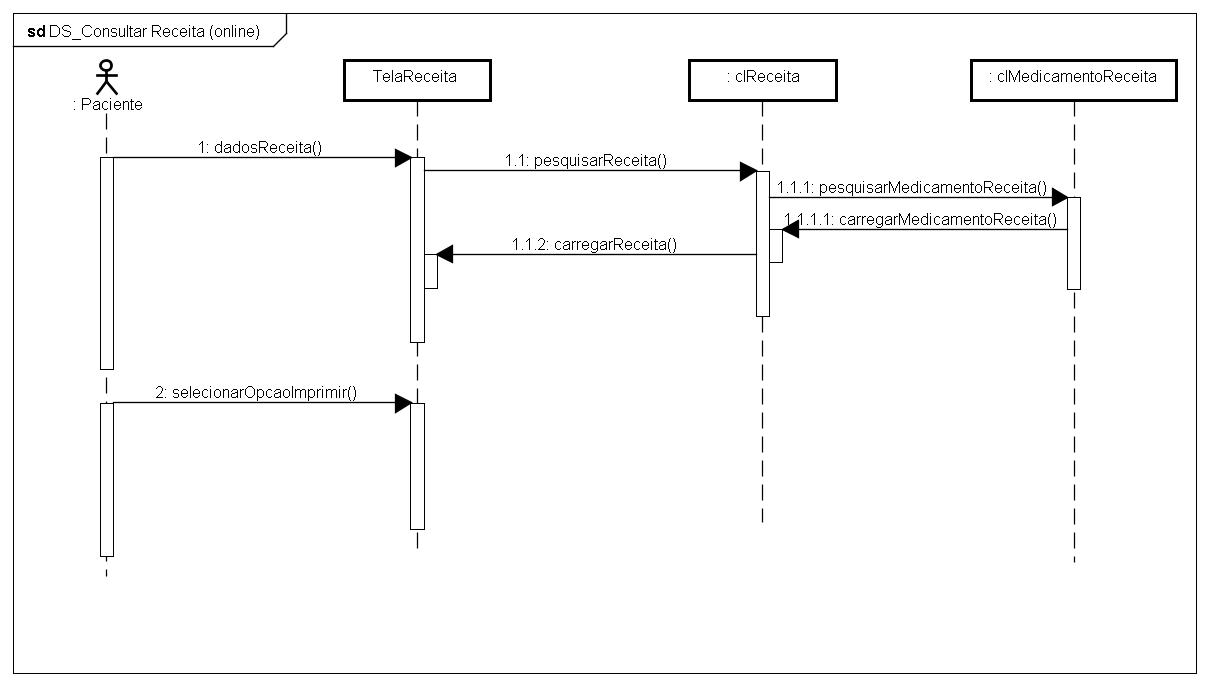 sd DS_Consultar Receita (online)
: Paciente
TelaReceita
: clReceita
: clMedicamentoReceita
1: dadosReceita()
1.1: pesquisarReceita()
1.1.1: pesquisarMedicamentoReceita()
1.1.1.1: carregarMedicamentoReceita()
1.1.2: carregarReceita()
2: selecionarOpcaoImprimir()